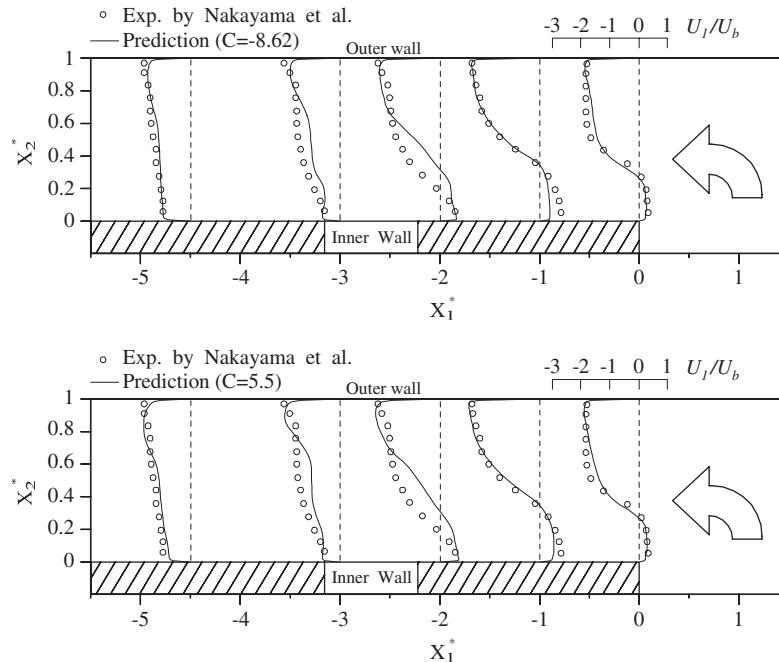 Exp. by Nakayama et al.
Prediction (C=-8.62)
Outer wall
-3 -2 -1 0 1 U₁/U_b
X₂*
1
0.8
0.6
0.4
0.2
0
Inner Wall
-5 -4 -3 -2 -1 0 1
X₁*
Exp. by Nakayama et al.
Prediction (C=5.5)
Outer wall
-3 -2 -1 0 1 U₁/U_b
X₂*
1
0.8
0.6
0.4
0.2
0
Inner Wall
-5 -4 -3 -2 -1 0 1
X₁*